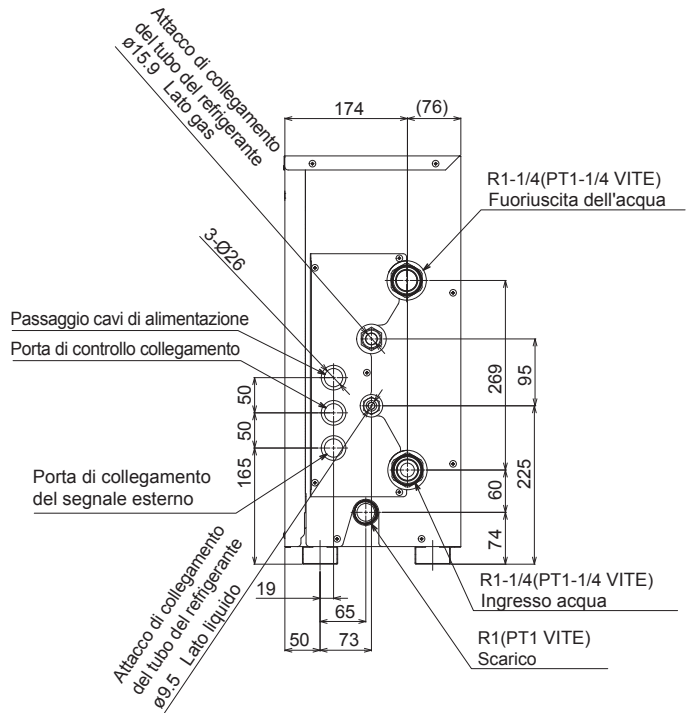 Attacco di collegamento
del tubo del refrigerante
ø15.9 Lato gas
174
(76)
R1-1/4(PT1-1/4 VITE)
Fuoriuscita dell'acqua
3-Ø26
Passaggio cavi di alimentazione
Porta di controllo collegamento
50
50
165
269
95
60
225
74
Porta di collegamento
del segnale esterno
Attacco di collegamento
del tubo del refrigerante
ø9.5 Lato liquido
19
65
50
73
R1-1/4(PT1-1/4 VITE)
Ingresso acqua
R1(PT1 VITE)
Scarico